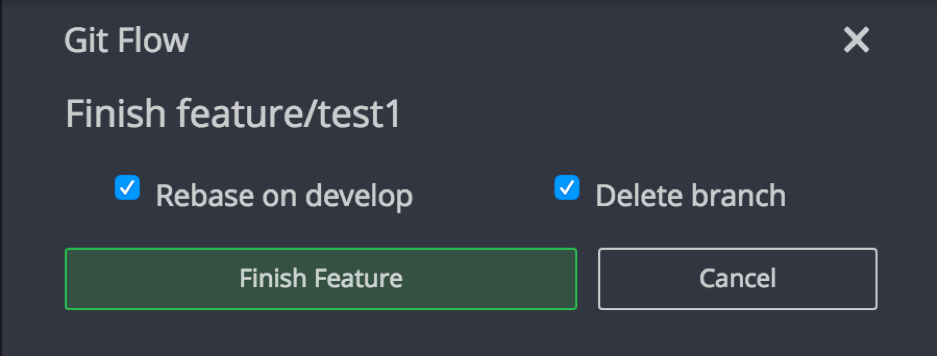 Git Flow
Finish feature/test1
Rebase on develop
Delete branch
Finish Feature
Cancel